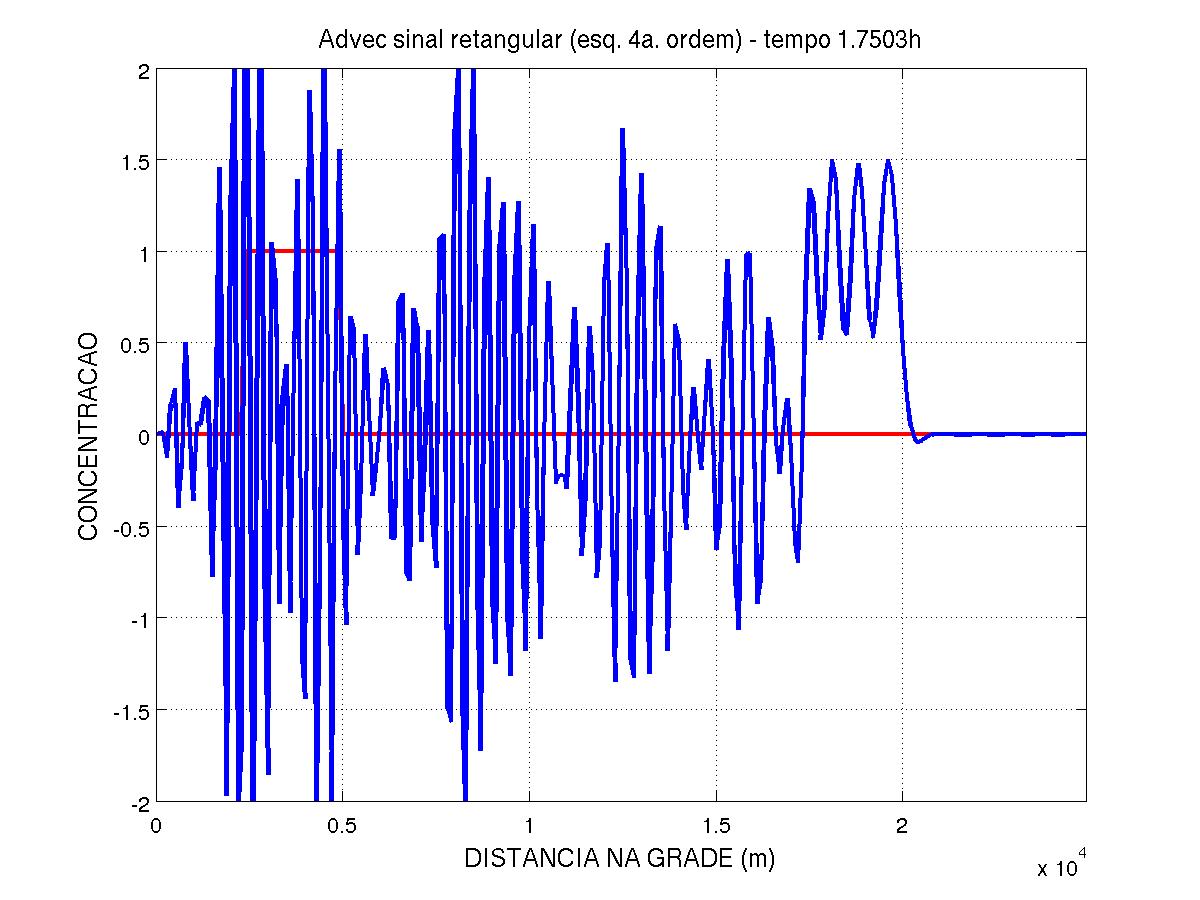 Advec sinal retangular (esq. 4a. ordem) - tempo 1.7503h
2
1.5
1
0.5
0
-0.5
-1
-1.5
-2
CONCENTRACAO
0 0.5 1 1.5 2
DISTANCIA NA GRADE (m)
x 10^4